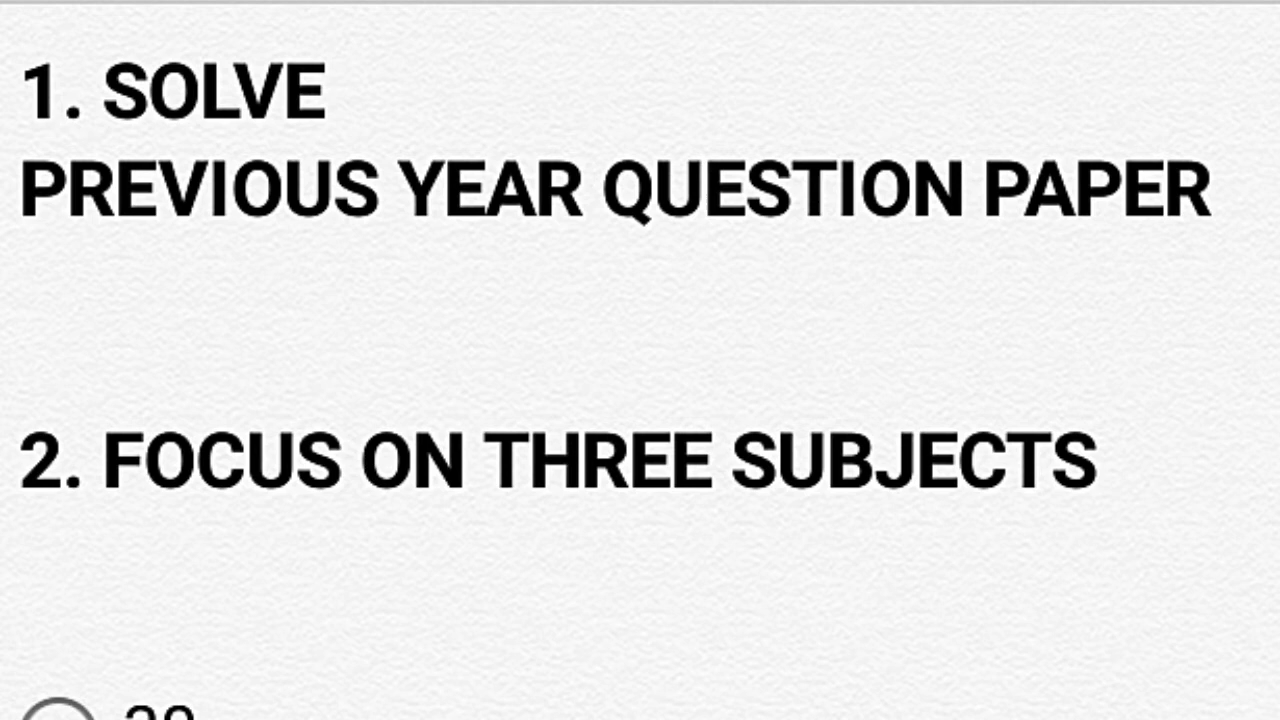 1. SOLVE
PREVIOUS YEAR QUESTION PAPER
2. FOCUS ON THREE SUBJECTS